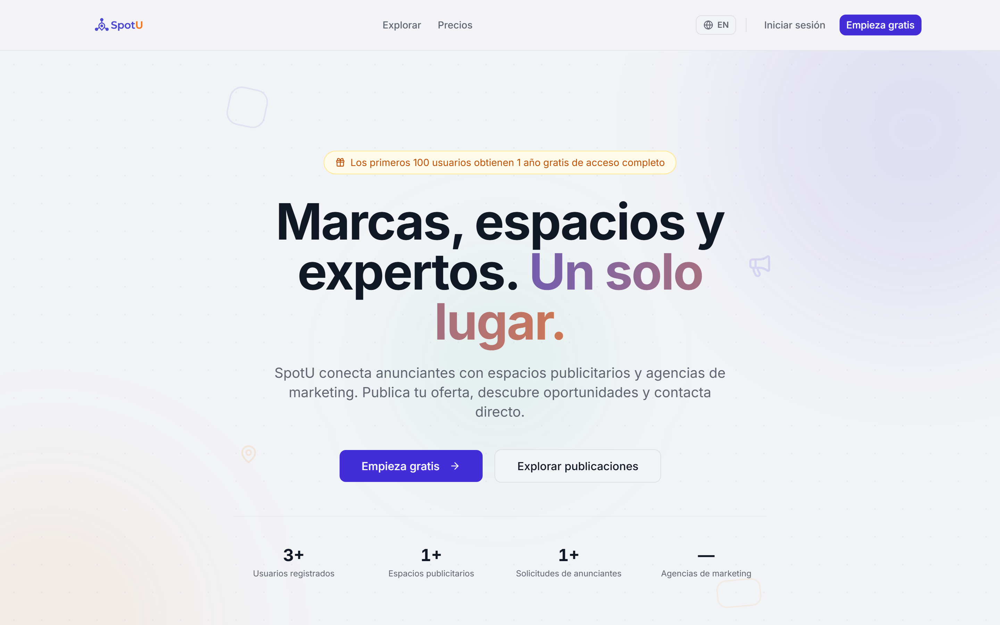 SpotU
Explorar
Precios
EN
Iniciar sesión
Empieza gratis
Los primeros 100 usuarios obtienen 1 año gratis de acceso completo
Marcas, espacios y
expertos. Un solo
lugar.
SpotU conecta anunciantes con espacios publicitarios y agencias de
marketing. Publica tu oferta, descubre oportunidades y contacta
directo.
Empieza gratis →
Explorar publicaciones
3+
Usuarios registrados
1+
Espacios publicitarios
1+
Solicitudes de anunciantes
—
Agencias de marketing